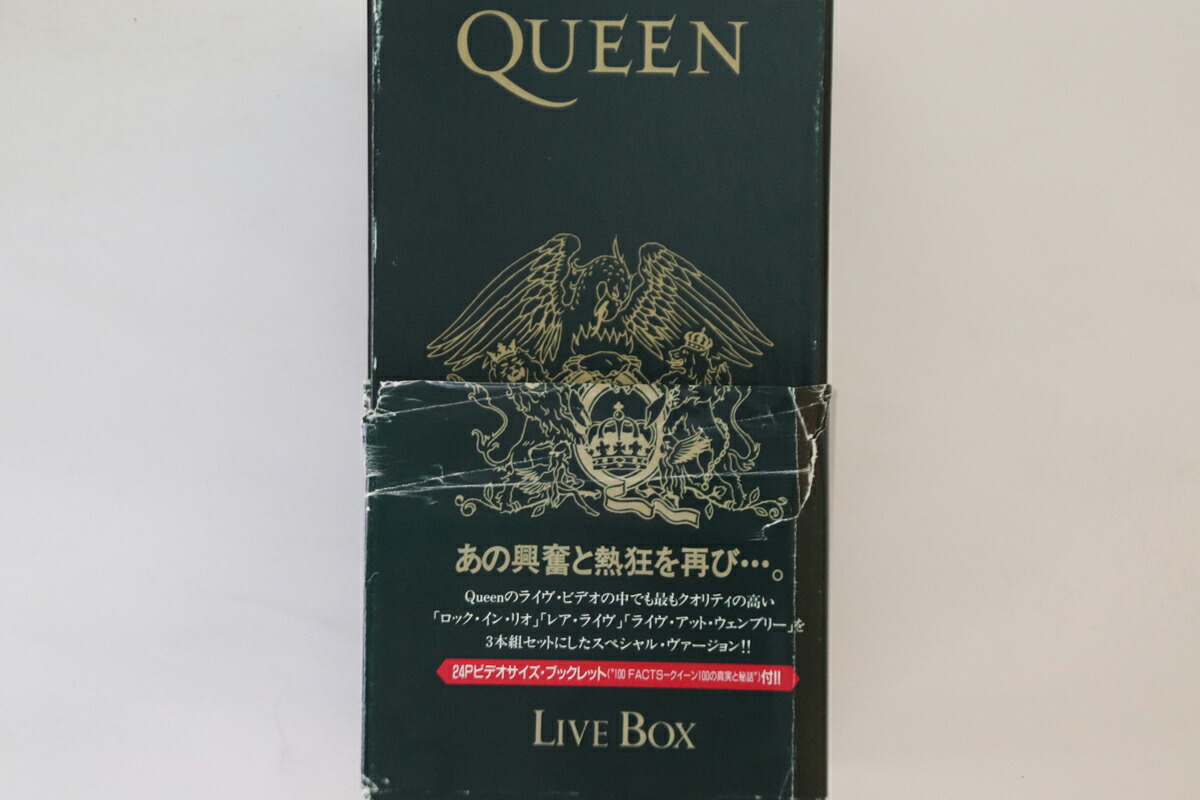 QUEEN
あの興奮と熱狂を再び…。
Queenのライヴ・ビデオの中でも最もクオリティの高い
「ロック・イン・リオ」「レア・ライヴ」「ライヴ・アット・ウェンブリー」を
3本組セットにしたスペシャル・ヴァージョン!!
24Pビデオサイズ・ブックレット("100 FACTS−クイーン100の真実と秘話")付!!
LIVE BOX